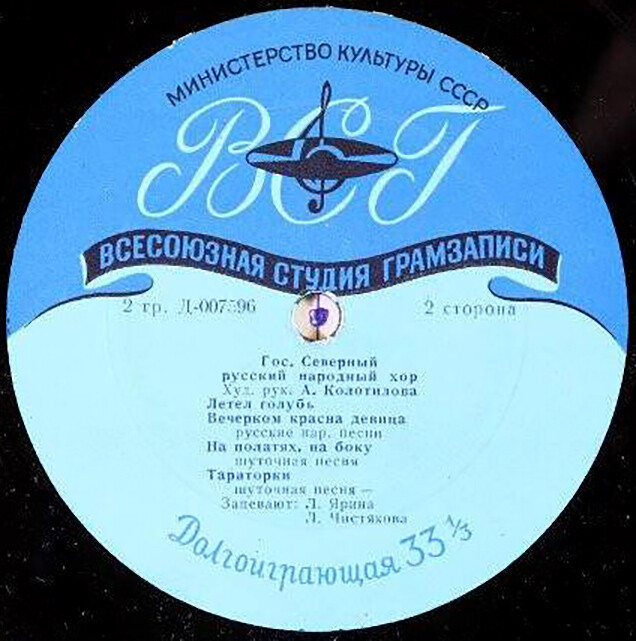 МИНИСТЕРСТВО КУЛЬТУРЫ СССР
ВСГ
ВСЕСОЮЗНАЯ СТУДИЯ ГРАМЗАПИСИ
2 гр. Д-007596 2 сторона
Гос. Северный
русский народный хор
Худ. рук. А. Колотилова
Летел голубь
Вечерком красна девица
русские нар. песни
На полатях, на боку
шуточная песня
Тараторки
шуточная песня —
Запевают: Л. Ярина
Л. Чистякова
Долгоиграющая 33 1/3